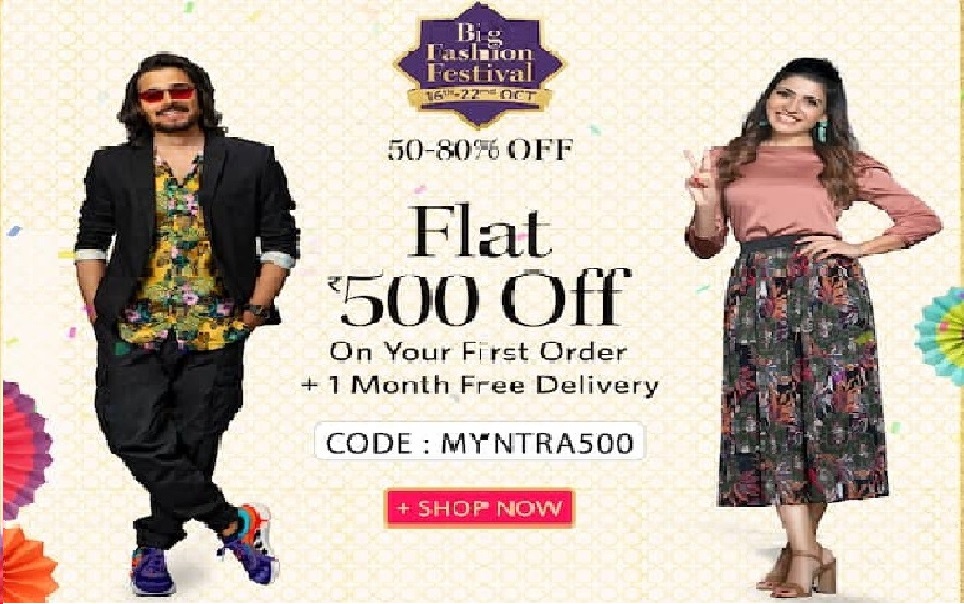 Big
Fashion
Festival
16th-22nd OCT
50-80% OFF
Flat
₹500 Off
On Your First Order
+ 1 Month Free Delivery
CODE : MYNTRA500
+ SHOP NOW